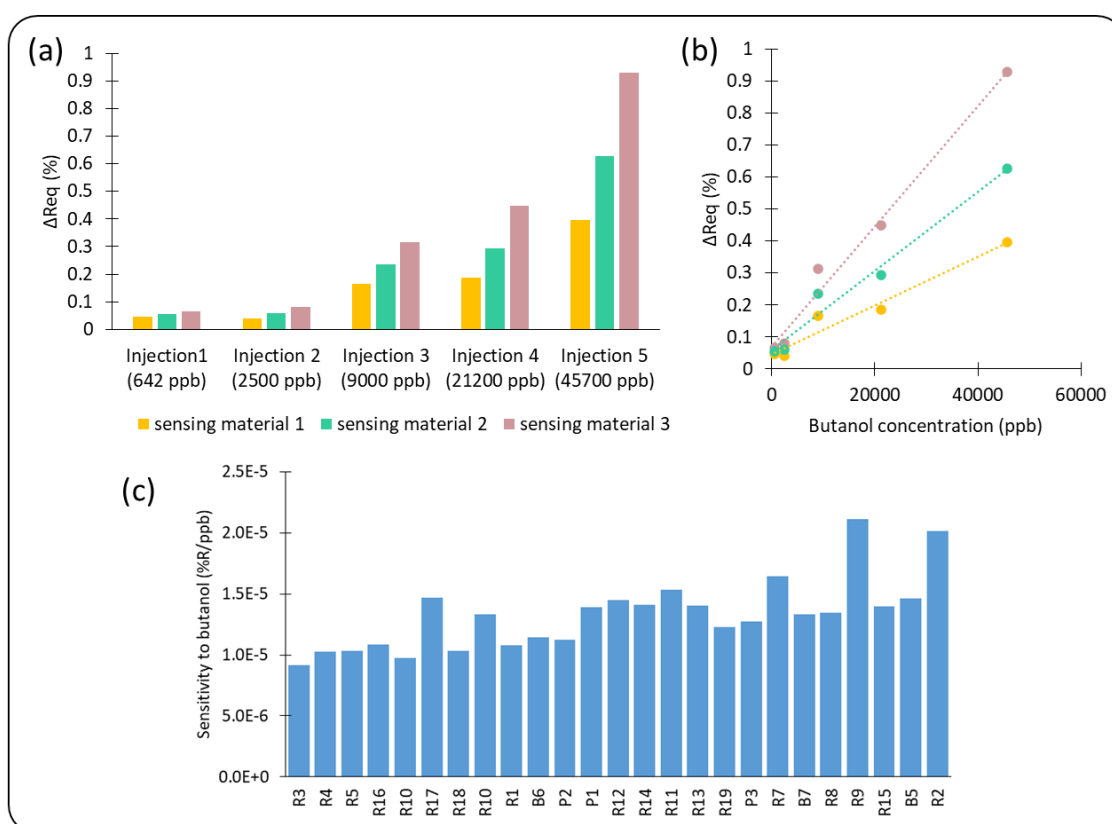 (a)
1
0.9
0.8
0.7
0.6
0.5
0.4
0.3
0.2
0.1
0
ΔReq (%)
Injection1 Injection 2 Injection 3 Injection 4 Injection 5
(642 ppb) (2500 ppb) (9000 ppb) (21200 ppb) (45700 ppb)
sensing material 1 sensing material 2 sensing material 3
(b)
1
0.9
0.8
0.7
0.6
0.5
0.4
0.3
0.2
0.1
0
ΔReq (%)
0 20000 40000 60000
Butanol concentration (ppb)
(c)
2.5E-5
2.0E-5
1.5E-5
1.0E-5
5.0E-6
0.0E+0
Sensitivity to butanol (%R/ppb)
R3 R4 R5 R16 R10 R17 R18 R10 R1 B6 P2 P1 R12 R14 R11 R13 R19 P3 R7 B7 R8 R9 R15 B5 R2